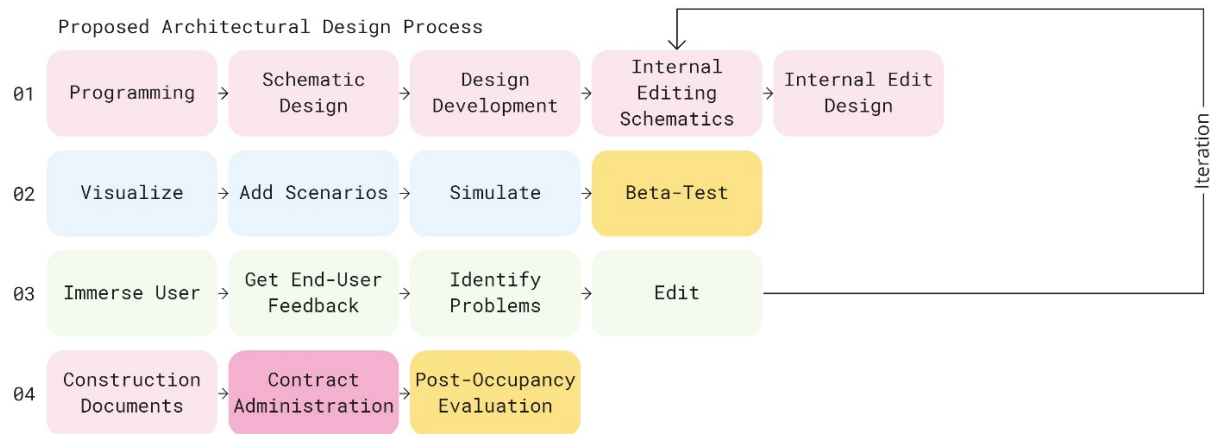 Proposed Architectural Design Process
01
Programming
Schematic
Design
Design
Development
Internal
Editing
Schematics
Internal Edit
Design
02
Visualize
Add Scenarios
Simulate
Beta-Test
03
Immerse User
Get End-User
Feedback
Identify
Problems
Edit
Iteration
04
Construction
Documents
Contract
Administration
Post-Occupancy
Evaluation